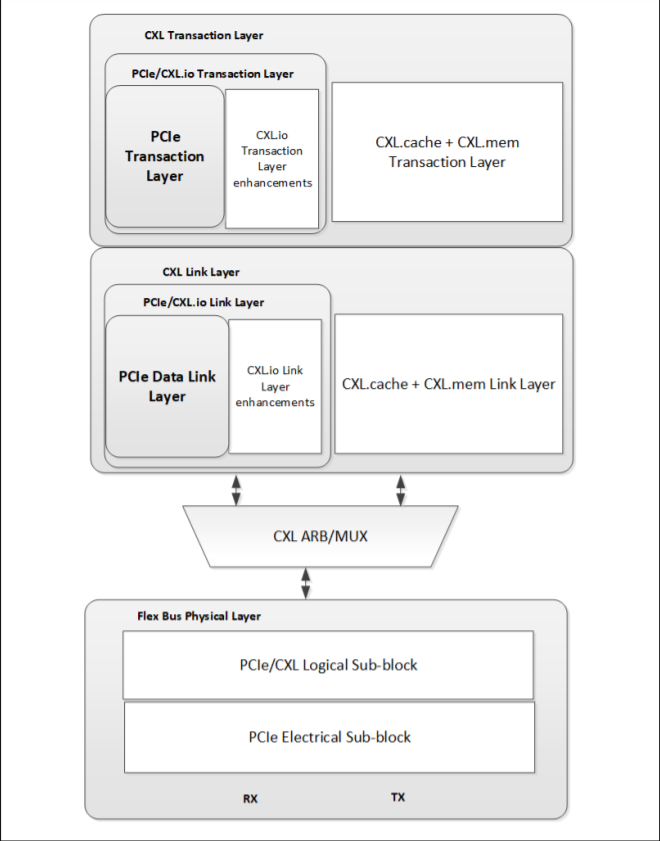 CXL Transaction Layer
PCIe/CXL.io Transaction Layer
PCIe
Transaction
Layer
CXL.io
Transaction
Layer
enhancements
CXL.cache + CXL.mem
Transaction Layer
CXL Link Layer
PCIe/CXL.io Link Layer
PCIe Data Link
Layer
CXL.io Link
Layer
enhancements
CXL.cache + CXL.mem Link Layer
CXL ARB/MUX
Flex Bus Physical Layer
PCIe/CXL Logical Sub-block
PCIe Electrical Sub-block
RX
TX